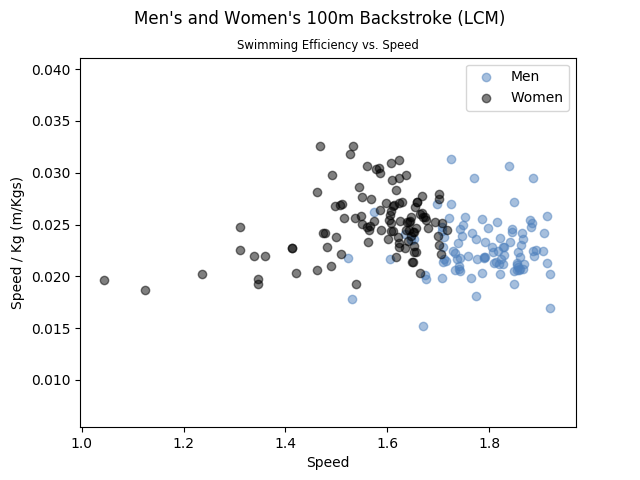 Men's and Women's 100m Backstroke (LCM)
Swimming Efficiency vs. Speed
Men
Women
0.040
0.035
0.030
0.025
0.020
0.015
0.010
Speed / Kg (m/Kgs)
1.0 1.2 1.4 1.6 1.8
Speed